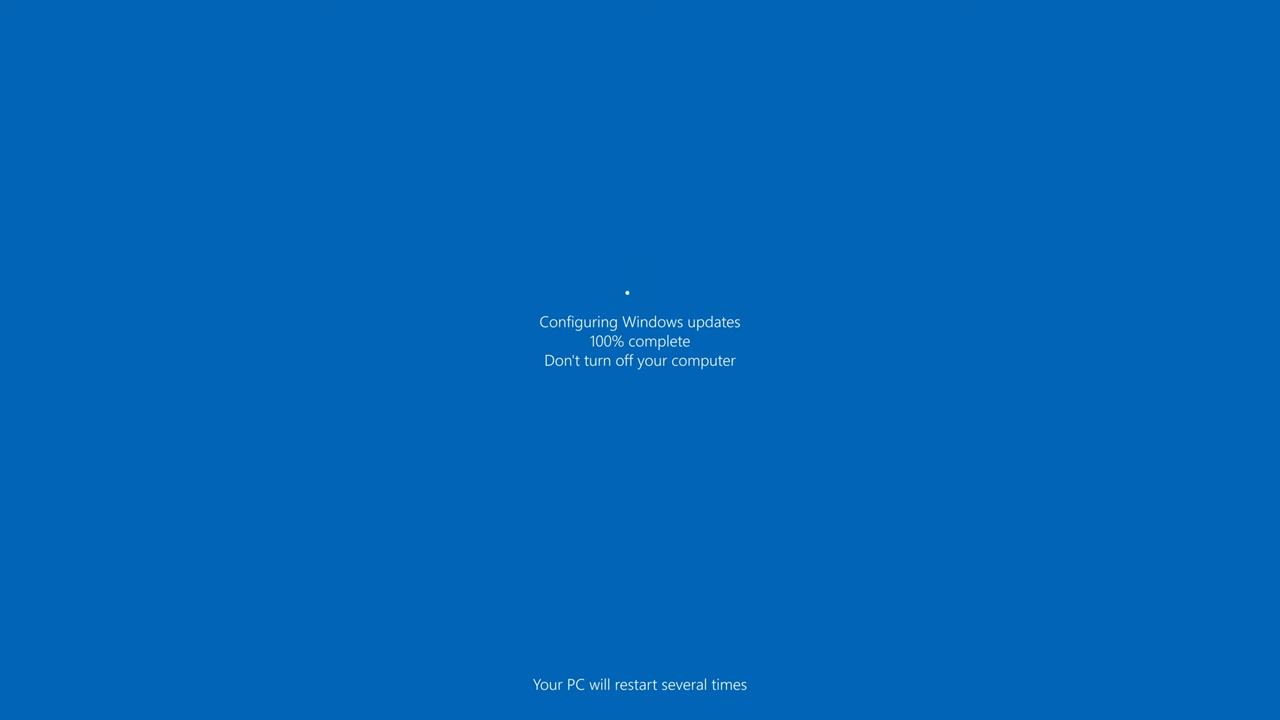 Configuring Windows updates
100% complete
Don't turn off your computer
Your PC will restart several times